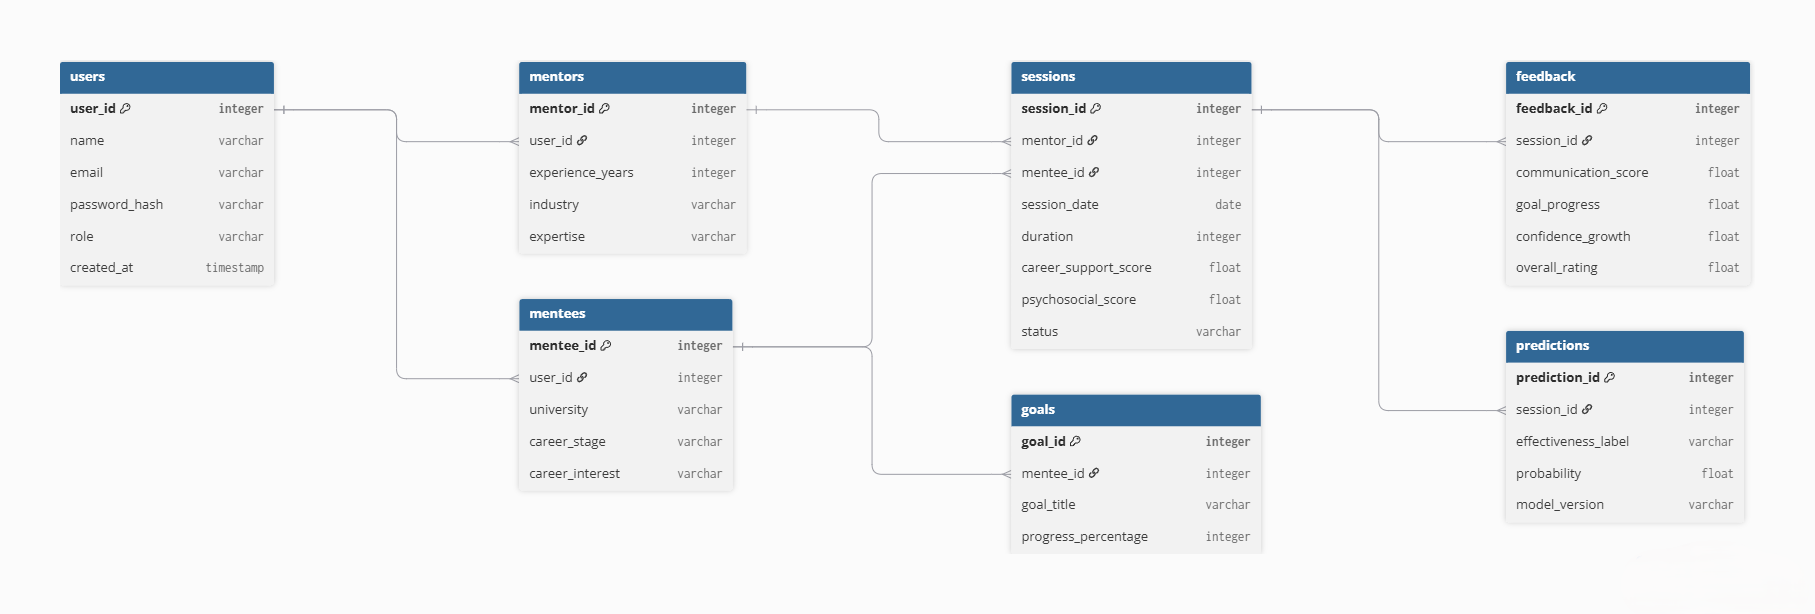 users
user_id integer
name varchar
email varchar
password_hash varchar
role varchar
created_at timestamp
mentors
mentor_id integer
user_id integer
experience_years integer
industry varchar
expertise varchar
mentees
mentee_id integer
user_id integer
university varchar
career_stage varchar
career_interest varchar
sessions
session_id integer
mentor_id integer
mentee_id integer
session_date date
duration integer
career_support_score float
psychosocial_score float
status varchar
goals
goal_id integer
mentee_id integer
goal_title varchar
progress_percentage integer
feedback
feedback_id integer
session_id integer
communication_score float
goal_progress float
confidence_growth float
overall_rating float
predictions
prediction_id integer
session_id integer
effectiveness_label varchar
probability float
model_version varchar